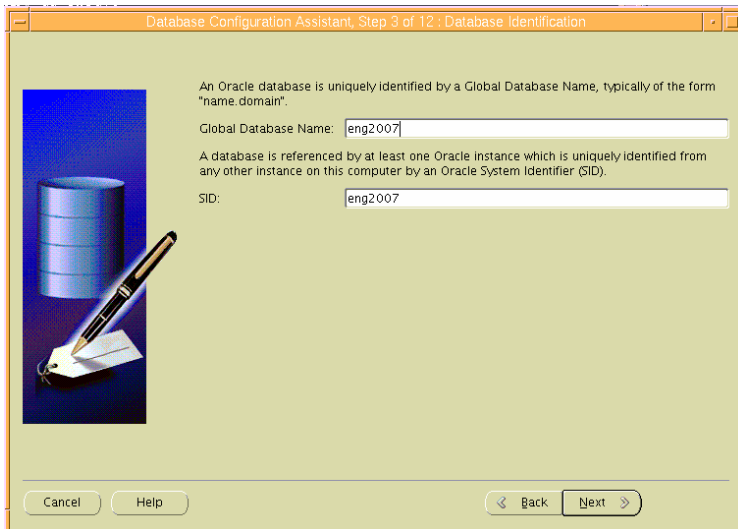 Database Configuration Assistant, Step 3 of 12 : Database Identification
An Oracle database is uniquely identified by a Global Database Name, typically of the form
"name.domain".
Global Database Name: eng2007
A database is referenced by at least one Oracle instance which is uniquely identified from
any other instance on this computer by an Oracle System Identifier (SID).
SID: eng2007
Cancel Help Back Next